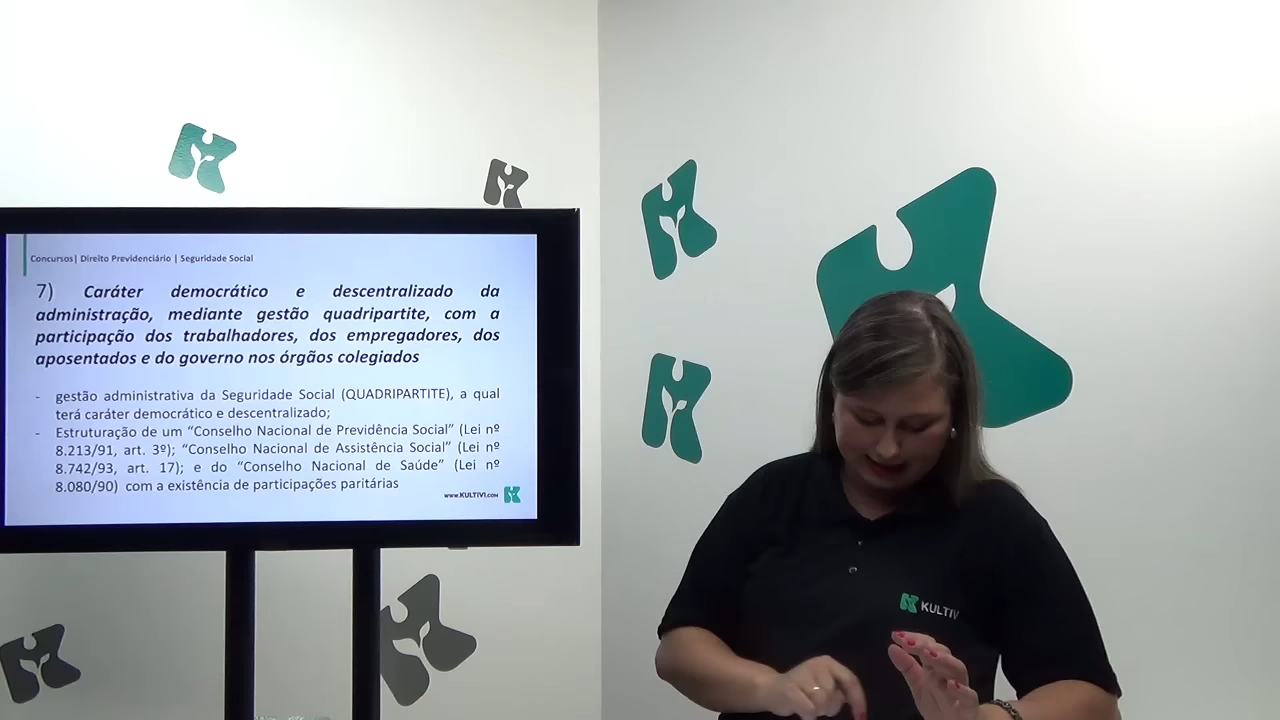 Concursos| Direito Previdenciário | Seguridade Social
7) Caráter democrático e descentralizado da
administração, mediante gestão quadripartite, com a
participação dos trabalhadores, dos empregadores, dos
aposentados e do governo nos órgãos colegiados
- gestão administrativa da Seguridade Social (QUADRIPARTITE), a qual
terá caráter democrático e descentralizado;
- Estruturação de um “Conselho Nacional de Previdência Social” (Lei nº
8.213/91, art. 3º); “Conselho Nacional de Assistência Social” (Lei nº
8.742/93, art. 17); e do “Conselho Nacional de Saúde” (Lei nº
8.080/90) com a existência de participações paritárias
www.KULTIVI.COM
KULTIV